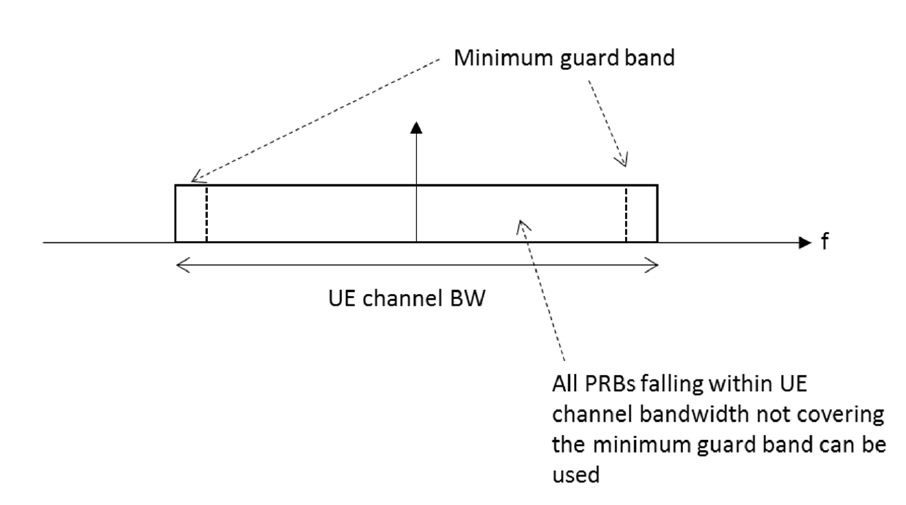 Minimum guard band
f
UE channel BW
All PRBs falling within UE
channel bandwidth not covering
the minimum guard band can be
used